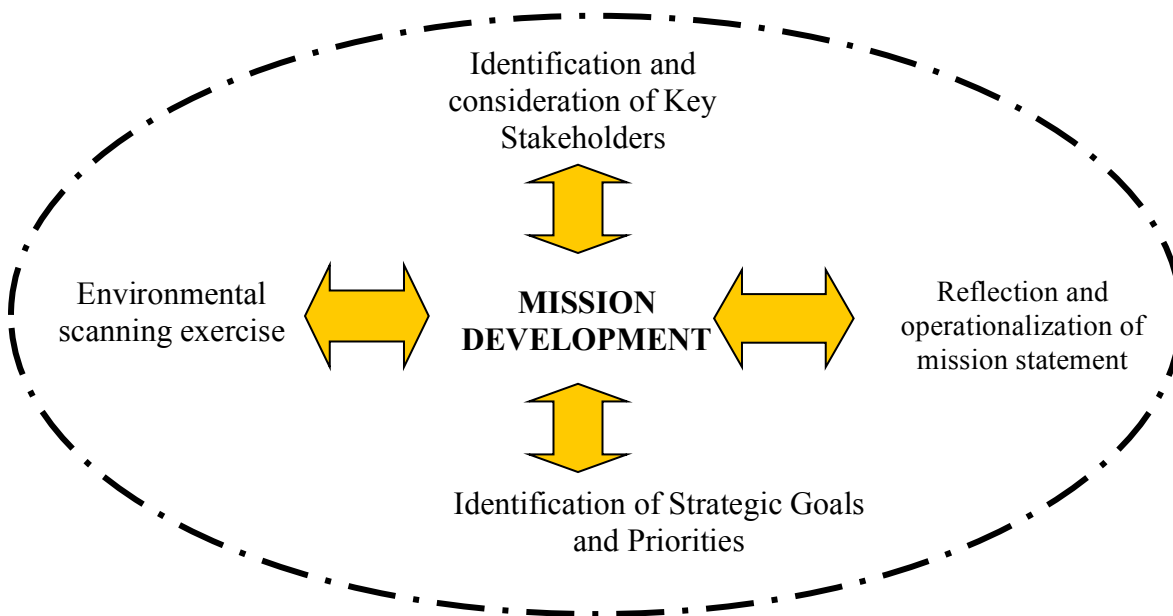 Identification and
consideration of Key
Stakeholders
Environmental
scanning exercise
MISSION
DEVELOPMENT
Reflection and
operationalization of
mission statement
Identification of Strategic Goals
and Priorities